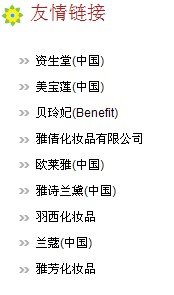 友情链接
资生堂(中国)
美宝莲(中国)
贝玲妃(Benefit)
雅倩化妆品有限公司
欧莱雅(中国)
雅诗兰黛(中国)
羽西化妆品
兰蔻(中国)
雅芳化妆品